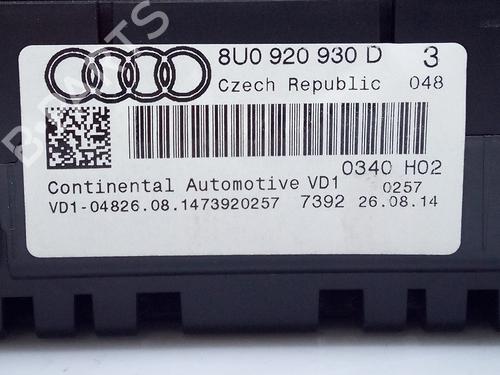 8U0 920 930 D 3
Czech Republic 048
0340 H02
Continental Automotive VD1 0257
VD1-04826.08.1473920257 7392 26.08.14
B-PARTS